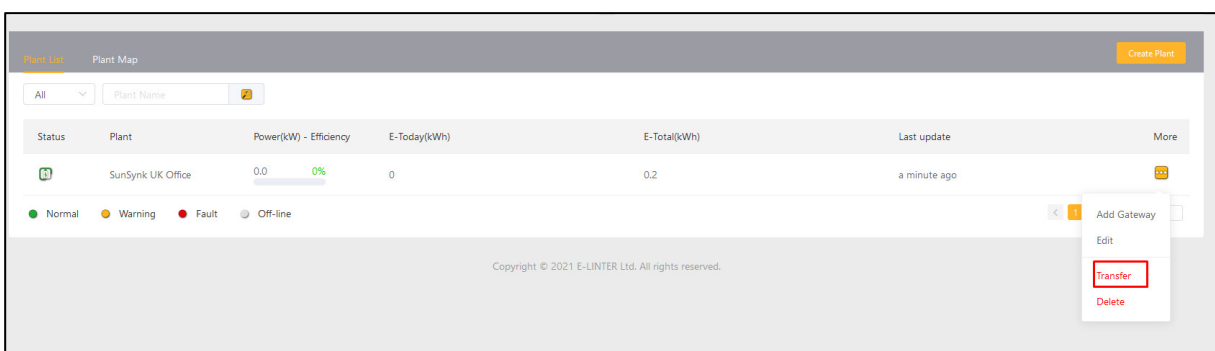 Plant List Plant Map Create Plant
All Plant Name
Status Plant Power(kW) - Efficiency E-Today(kWh) E-Total(kWh) Last update More
SunSynk UK Office 0.0 0% 0 0.2 a minute ago
Normal Warning Fault Off-line 1
Add Gateway
Edit
Transfer
Delete
Copyright © 2021 E-LINTER Ltd. All rights reserved.